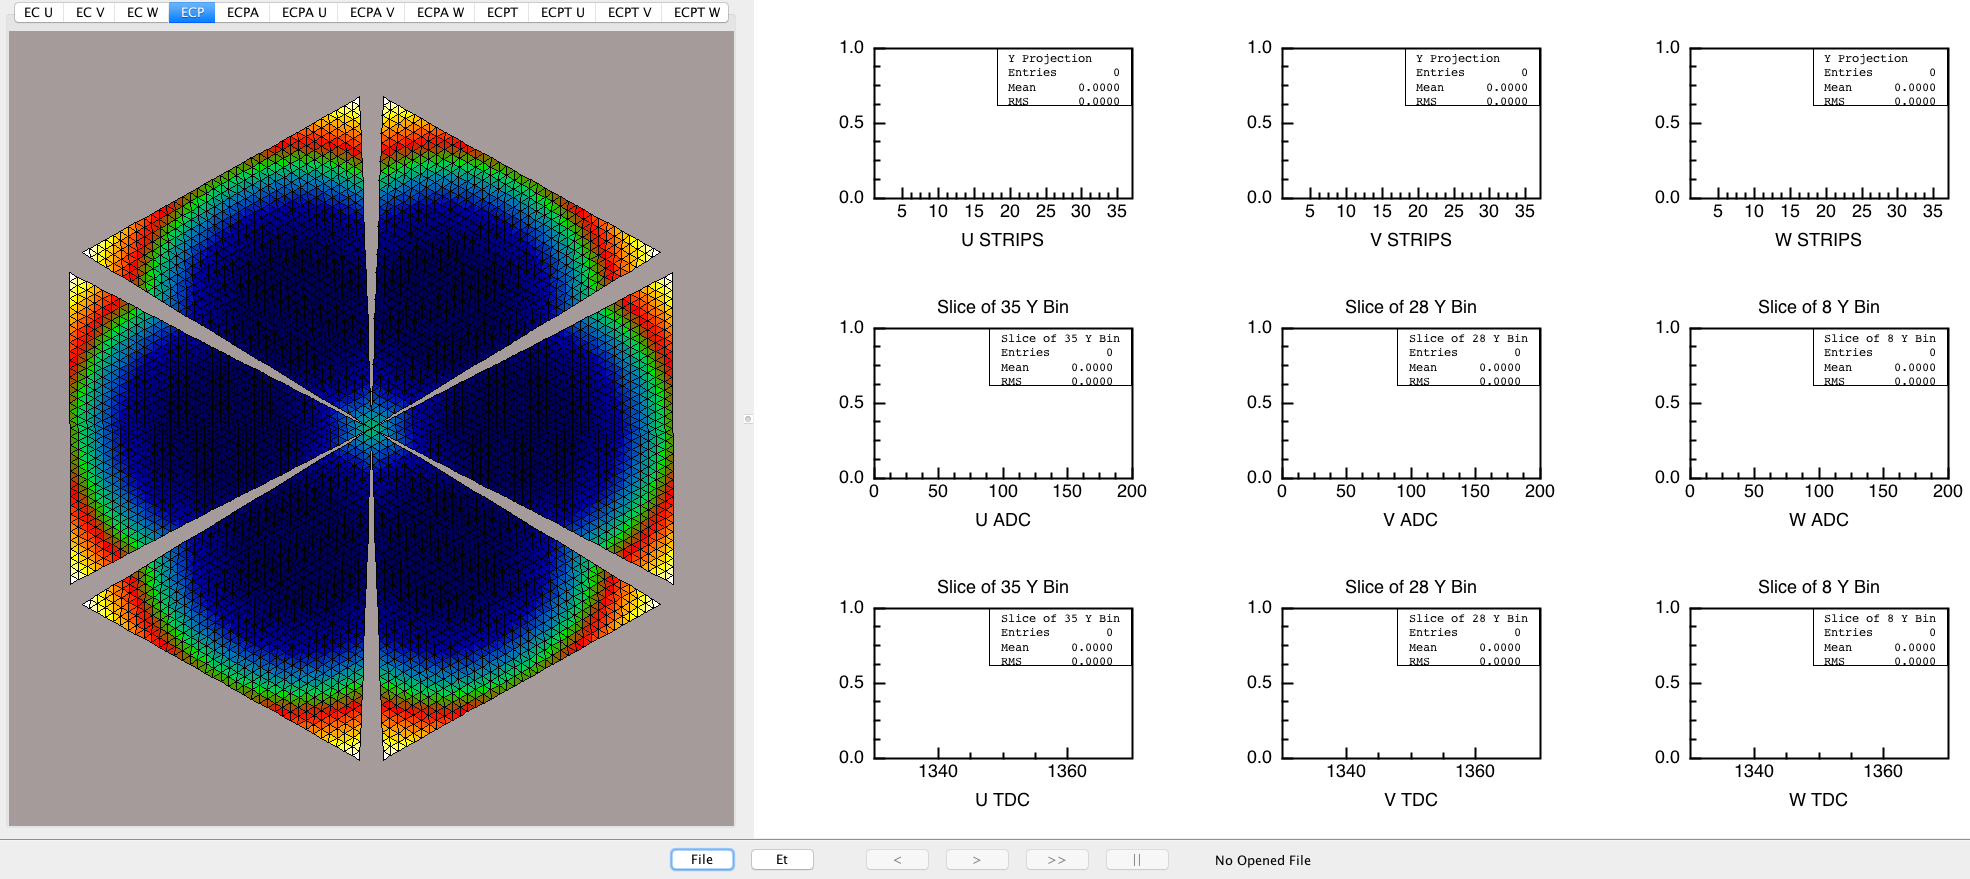 EC U EC V EC W ECP ECPA ECPA U ECPA V ECPA W ECPT ECPT U ECPT V ECPT W
1.0
0.5
0.0
Y Projection
Entries 0
Mean 0.0000
RMS 0.0000
5 10 15 20 25 30 35
U STRIPS
1.0
0.5
0.0
Y Projection
Entries 0
Mean 0.0000
RMS 0.0000
5 10 15 20 25 30 35
V STRIPS
1.0
0.5
0.0
Y Projection
Entries 0
Mean 0.0000
RMS 0.0000
5 10 15 20 25 30 35
W STRIPS
Slice of 35 Y Bin
1.0
0.5
0.0
Slice of 35 Y Bin
Entries 0
Mean 0.0000
RMS 0.0000
0 50 100 150 200
U ADC
Slice of 28 Y Bin
1.0
0.5
0.0
Slice of 28 Y Bin
Entries 0
Mean 0.0000
RMS 0.0000
0 50 100 150 200
V ADC
Slice of 8 Y Bin
1.0
0.5
0.0
Slice of 8 Y Bin
Entries 0
Mean 0.0000
RMS 0.0000
0 50 100 150 200
W ADC
Slice of 35 Y Bin
1.0
0.5
0.0
Slice of 35 Y Bin
Entries 0
Mean 0.0000
RMS 0.0000
1340 1360
U TDC
Slice of 28 Y Bin
1.0
0.5
0.0
Slice of 28 Y Bin
Entries 0
Mean 0.0000
RMS 0.0000
1340 1360
V TDC
Slice of 8 Y Bin
1.0
0.5
0.0
Slice of 8 Y Bin
Entries 0
Mean 0.0000
RMS 0.0000
1340 1360
W TDC
File Et < > >> || No Opened File